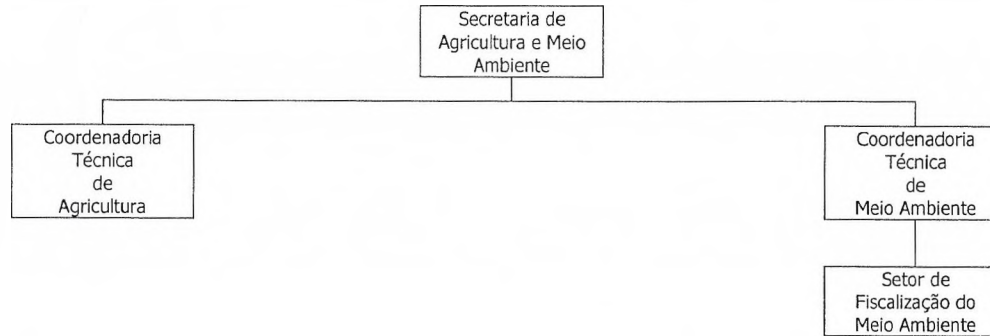 Secretaria de
Agricultura e Meio
Ambiente
Coordenadoria
Técnica
de
Agricultura
Coordenadoria
Técnica
de
Meio Ambiente
Setor de
Fiscalização do
Meio Ambiente